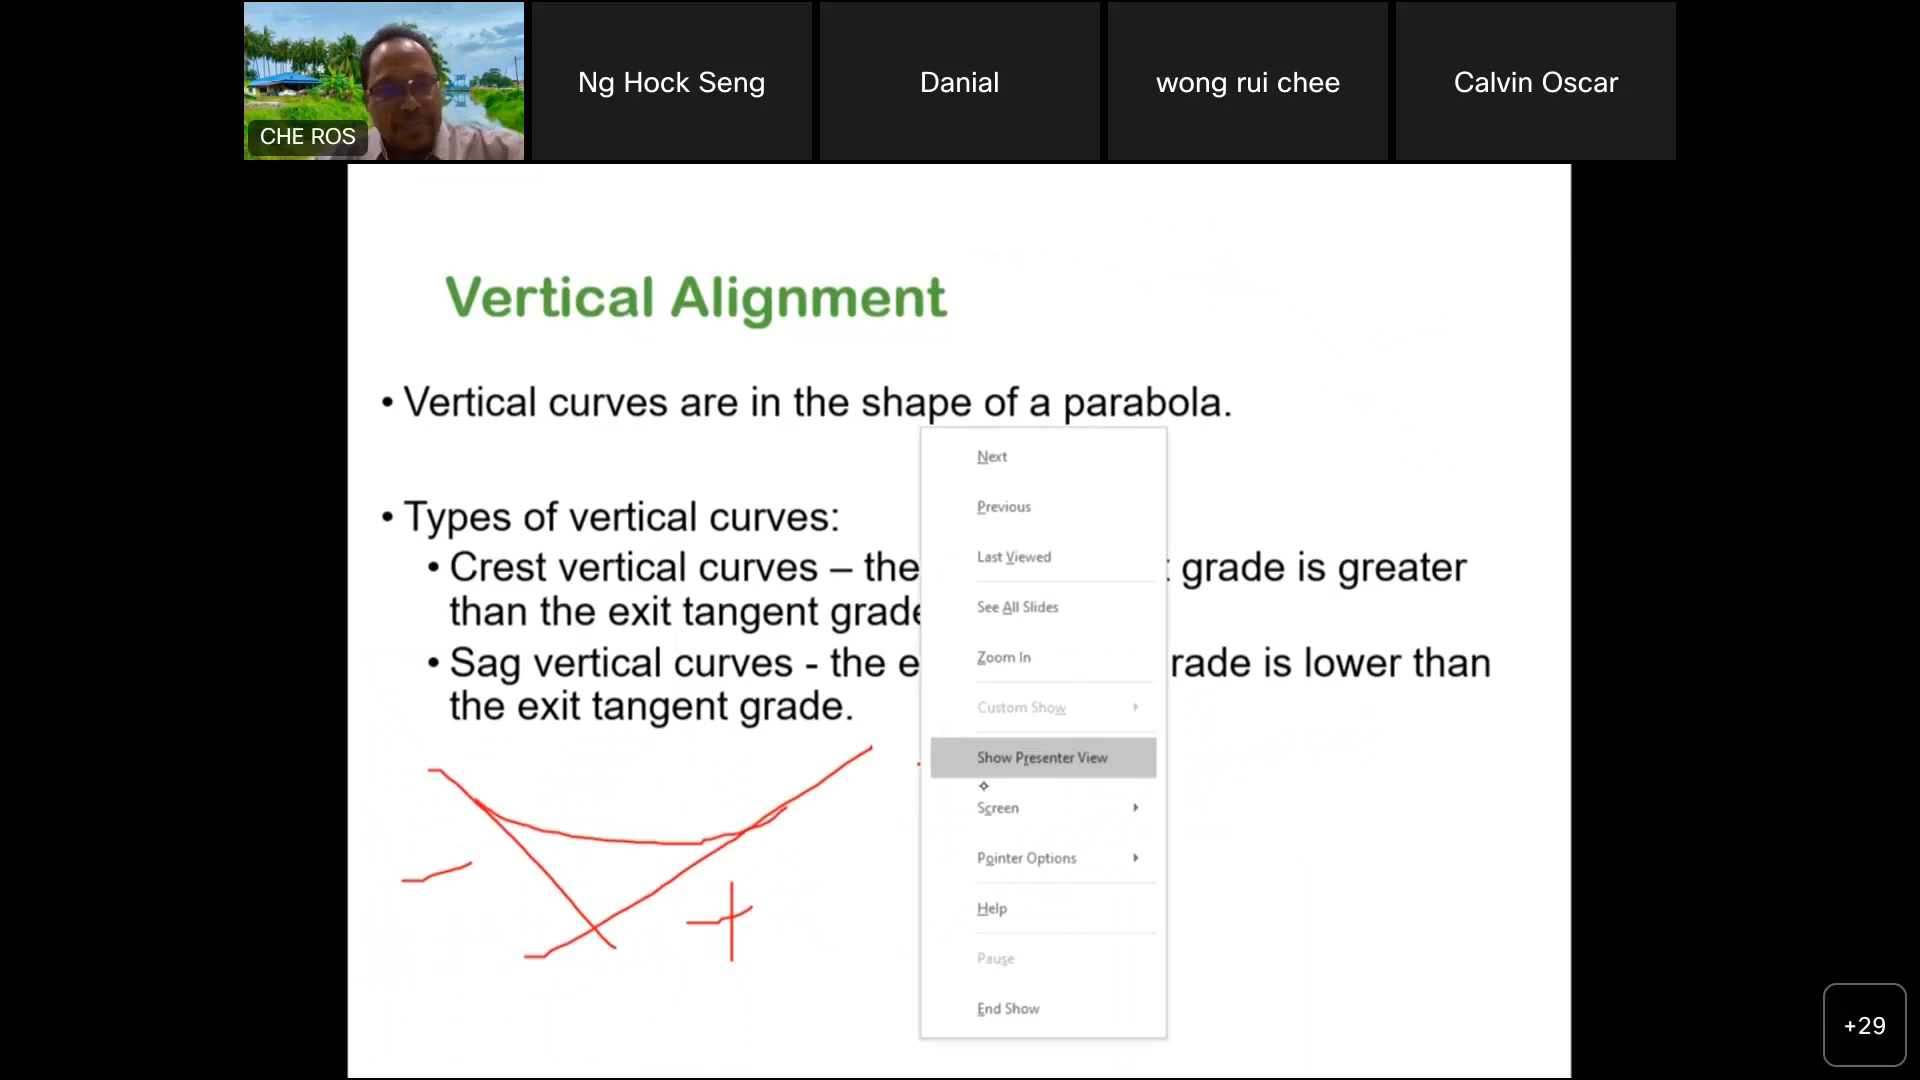 CHE ROS
Ng Hock Seng
Danial
wong rui chee
Calvin Oscar
Vertical Alignment
• Vertical curves are in the shape of a parabola.
• Types of vertical curves:
• Crest vertical curves – the grade is greater
than the exit tangent grade
• Sag vertical curves - the e rade is lower than
the exit tangent grade.
Next
Previous
Last Viewed
See All Slides
Zoom In
Custom Show
Show Presenter View
Screen
Pointer Options
Help
Pause
End Show
- +
+29